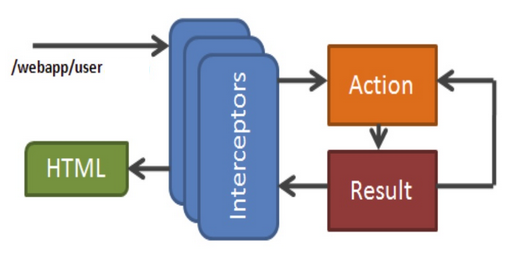 /webapp/user
Interceptors
Action
HTML
Result